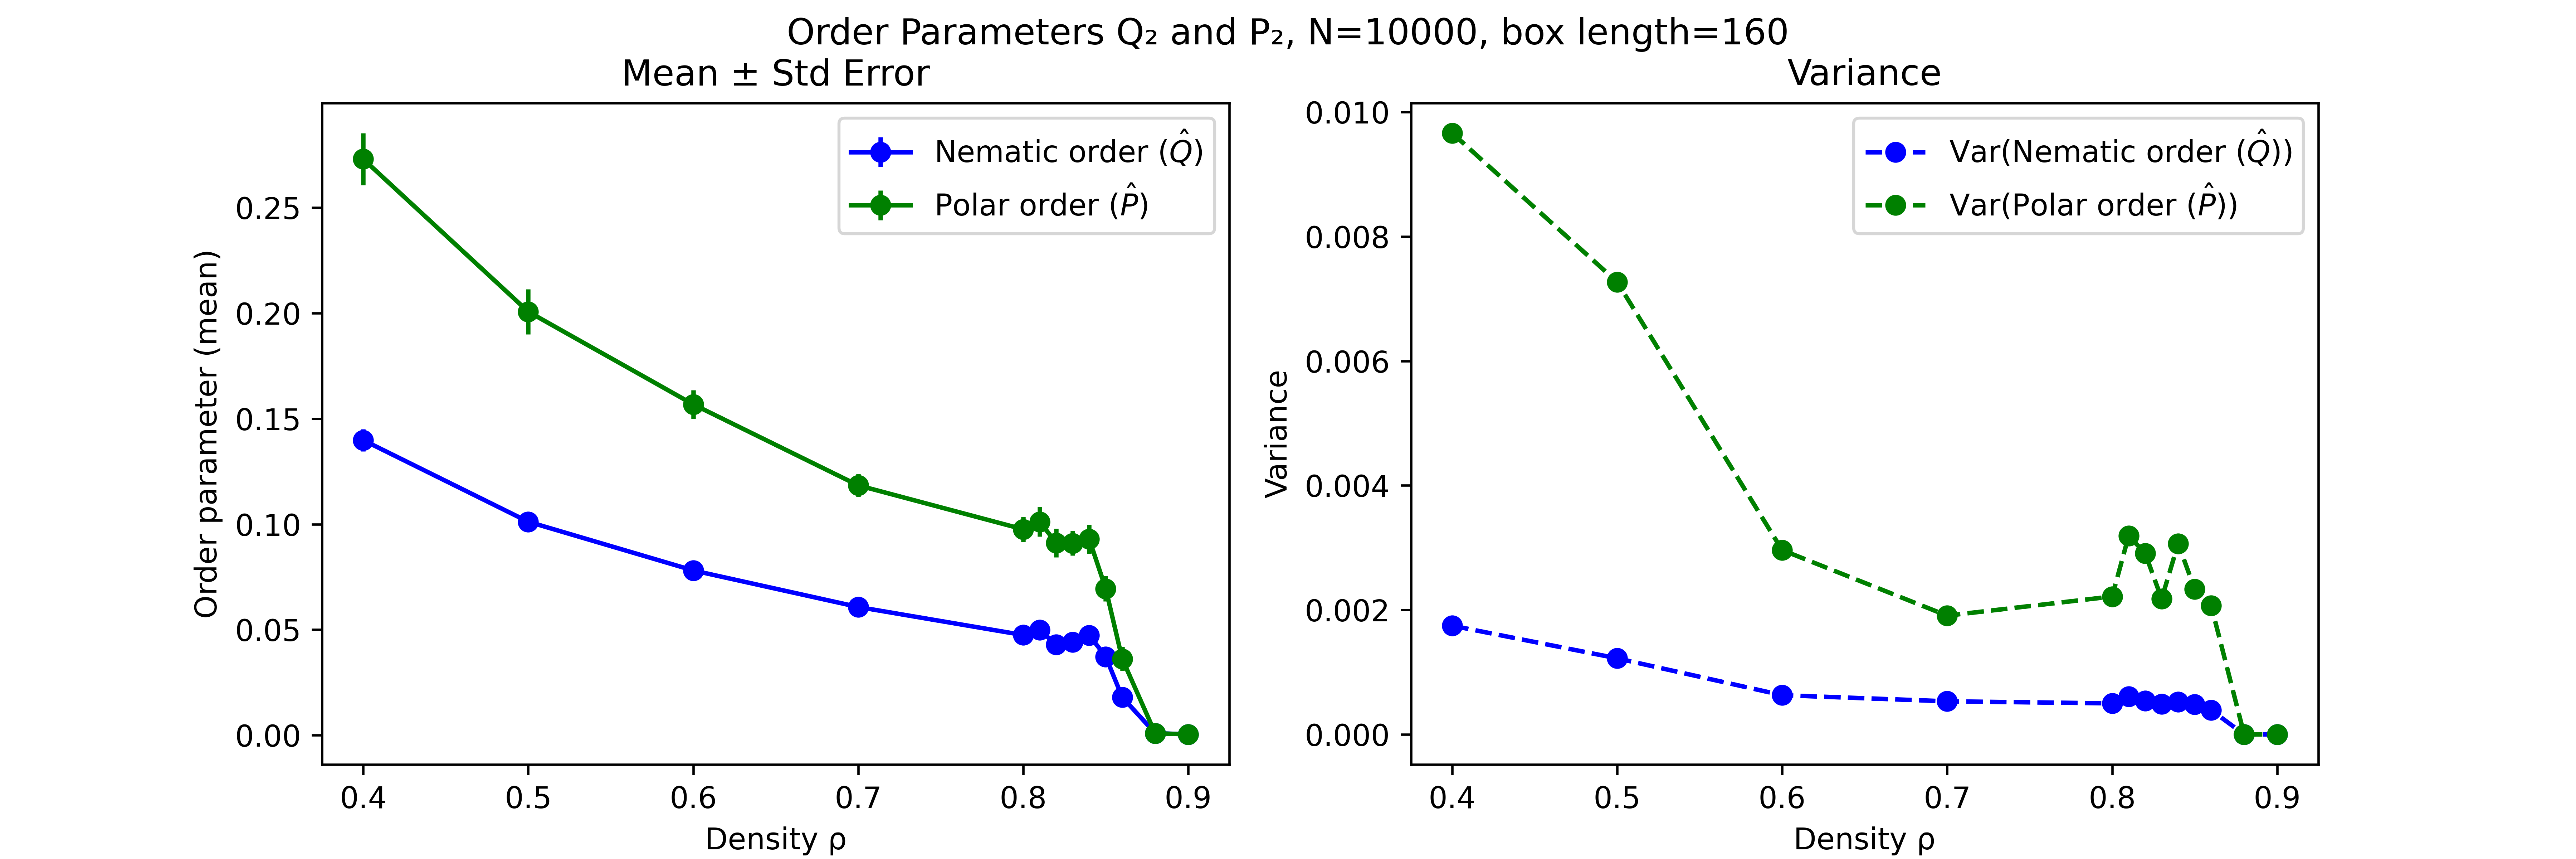 Order Parameters Q₂ and P₂, N=10000, box length=160
Mean ± Std Error
Order parameter (mean)
0.25
0.20
0.15
0.10
0.05
0.00
Nematic order (Q̂)
Polar order (P̂)
0.4 0.5 0.6 0.7 0.8 0.9
Density ρ
Variance
Variance
0.010
0.008
0.006
0.004
0.002
0.000
Var(Nematic order (Q̂))
Var(Polar order (P̂))
0.4 0.5 0.6 0.7 0.8 0.9
Density ρ